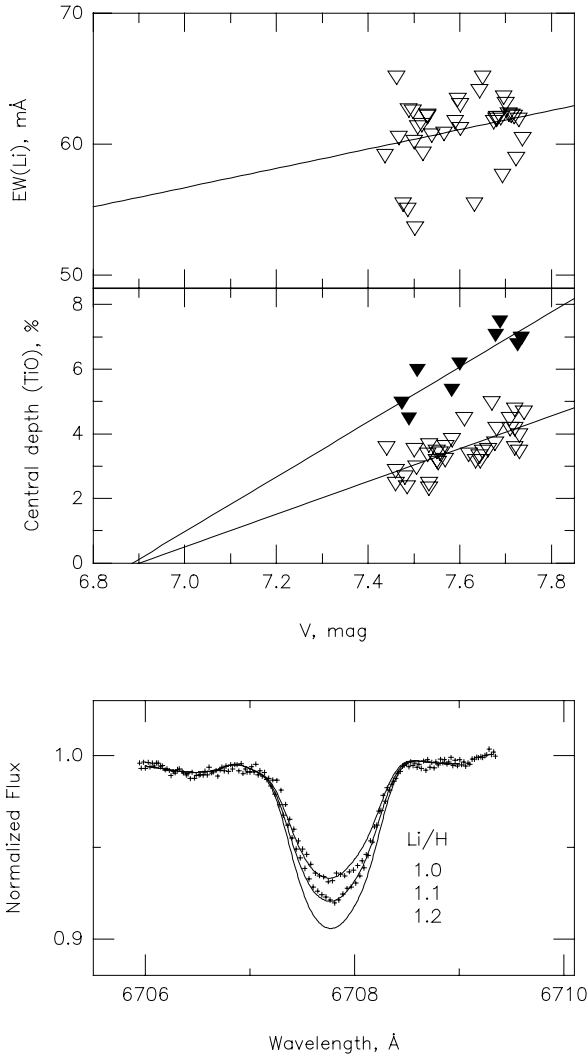 70
60
50
EW(Li), mÅ
8
6
4
2
0
Central depth (TiO), %
6.8 7.0 7.2 7.4 7.6 7.8
V, mag
1.0
0.9
Normalized Flux
Li/H
1.0
1.1
1.2
6706 6708 6710
Wavelength, Å